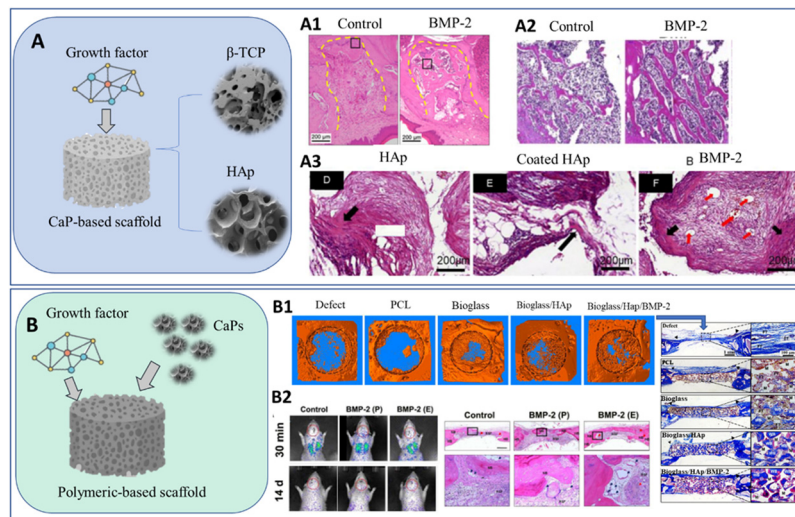 A
Growth factor
β-TCP
HAp
CaP-based scaffold
A1
Control
BMP-2
200 µm
200 µm
A2
Control
BMP-2
A3
HAp
Coated HAp
B
BMP-2
D
E
F
200µm
200µm
200µm
B
Growth factor
CaPs
Polymeric-based scaffold
B1
Defect
PCL
Bioglass
Bioglass/HAp
Bioglass/Hap/BMP-2
B2
Control
BMP-2 (P)
BMP-2 (E)
30 min
14 d
Control
BMP-2 (P)
BMP-2 (E)
Defect
PCL
Bioglass
Bioglass/HAp
Bioglass/HAp/BMP-2